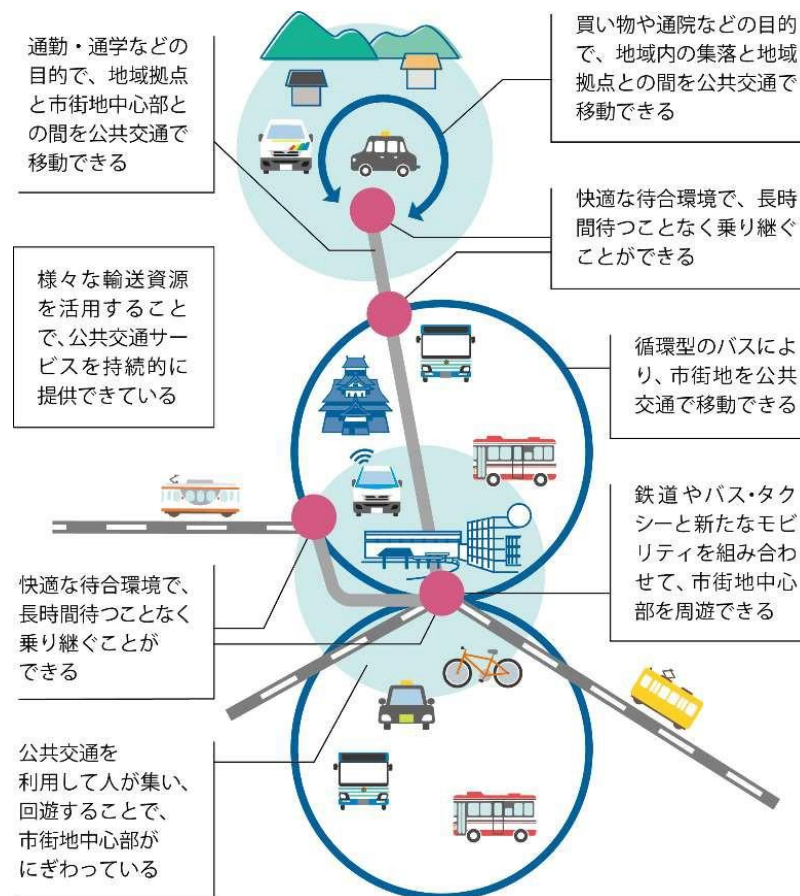 通勤・通学などの
目的で、地域拠点
と市街地中心部と
の間を公共交通で
移動できる
買い物や通院などの目的
で、地域内の集落と地域
拠点との間を公共交通で
移動できる
快適な待合環境で、長時
間待つことなく乗り継ぐ
ことができる
様々な輸送資源
を活用すること
で、公共交通サー
ビスを持続的に
提供できている
循環型のバスによ
り、市街地を公共
交通で移動できる
鉄道やバス・タク
シーと新たなモビ
リティを組み合わ
せて、市街地中心
部を周遊できる
快適な待合環境で、
長時間待つことなく
乗り継ぐことが
できる
公共交通を
利用して人が集い、
回遊することで、
市街地中心部が
にぎわっている